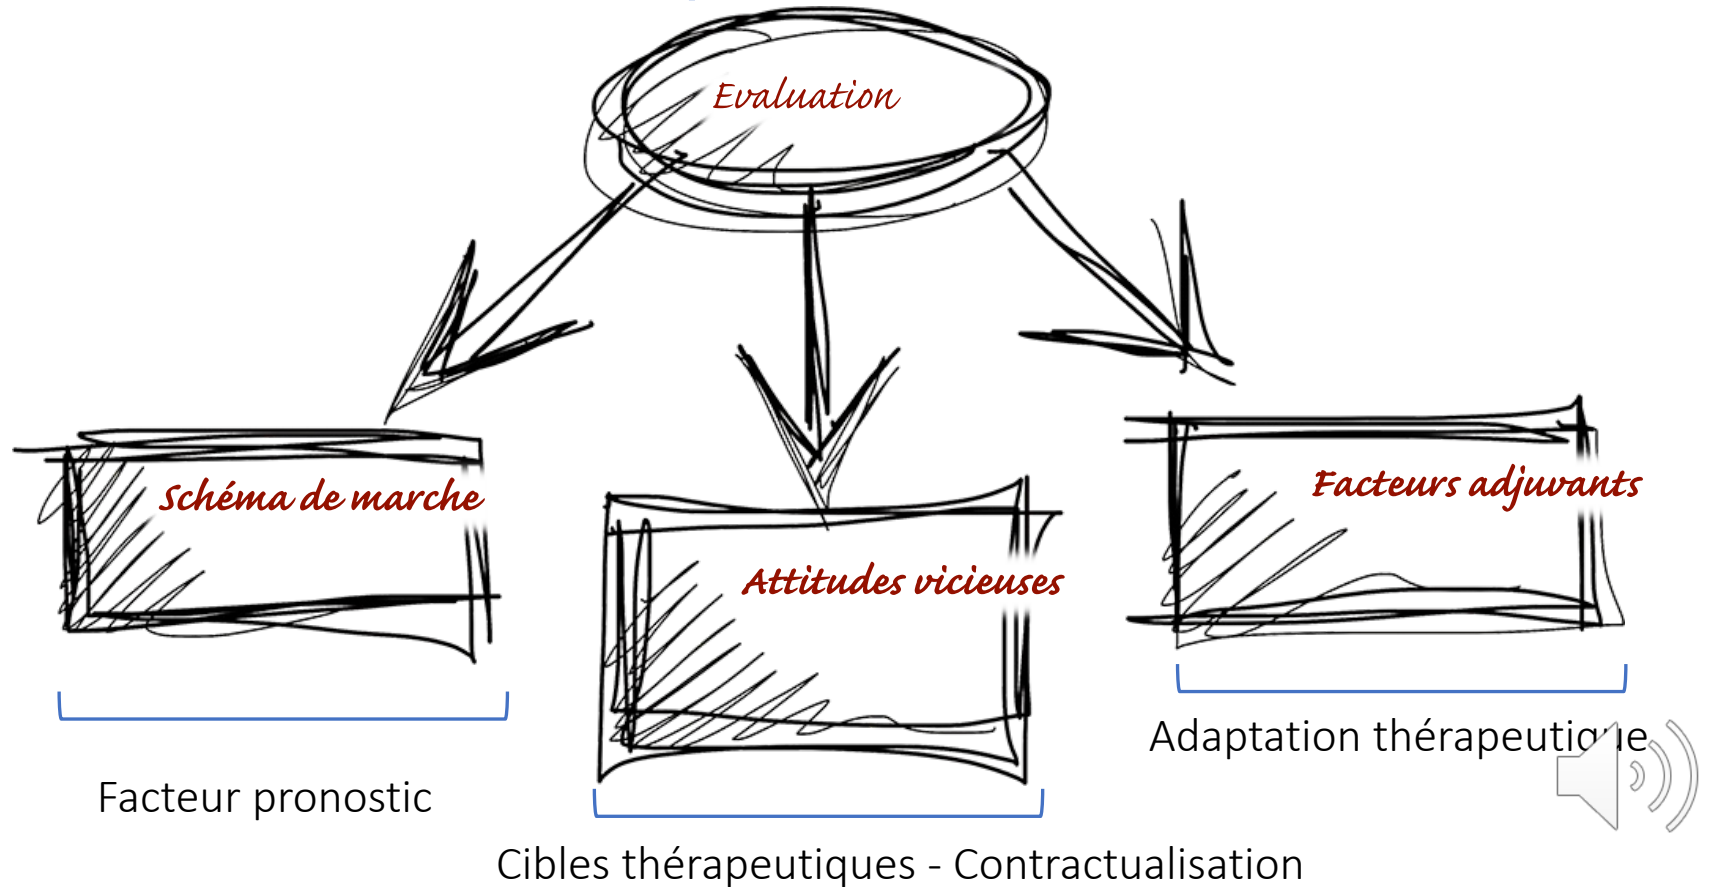 Evaluation
Schéma de marche
Attitudes vicieuses
Facteurs adjuvants
Facteur pronostic
Cibles thérapeutiques - Contractualisation
Adaptation thérapeutique